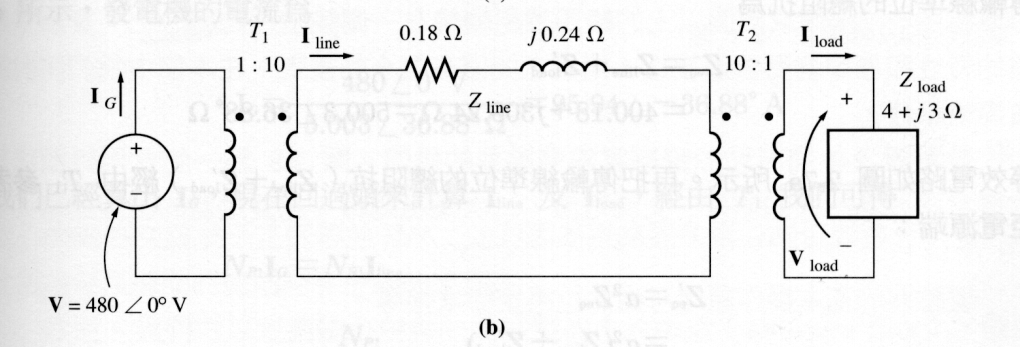 T₁
I line
0.18 Ω
j 0.24 Ω
T₂
I load
1 : 10
10 : 1
Z load
I G
Z line
+
4 + j 3 Ω
+
−
V load
V = 480 ∠ 0° V
(b)